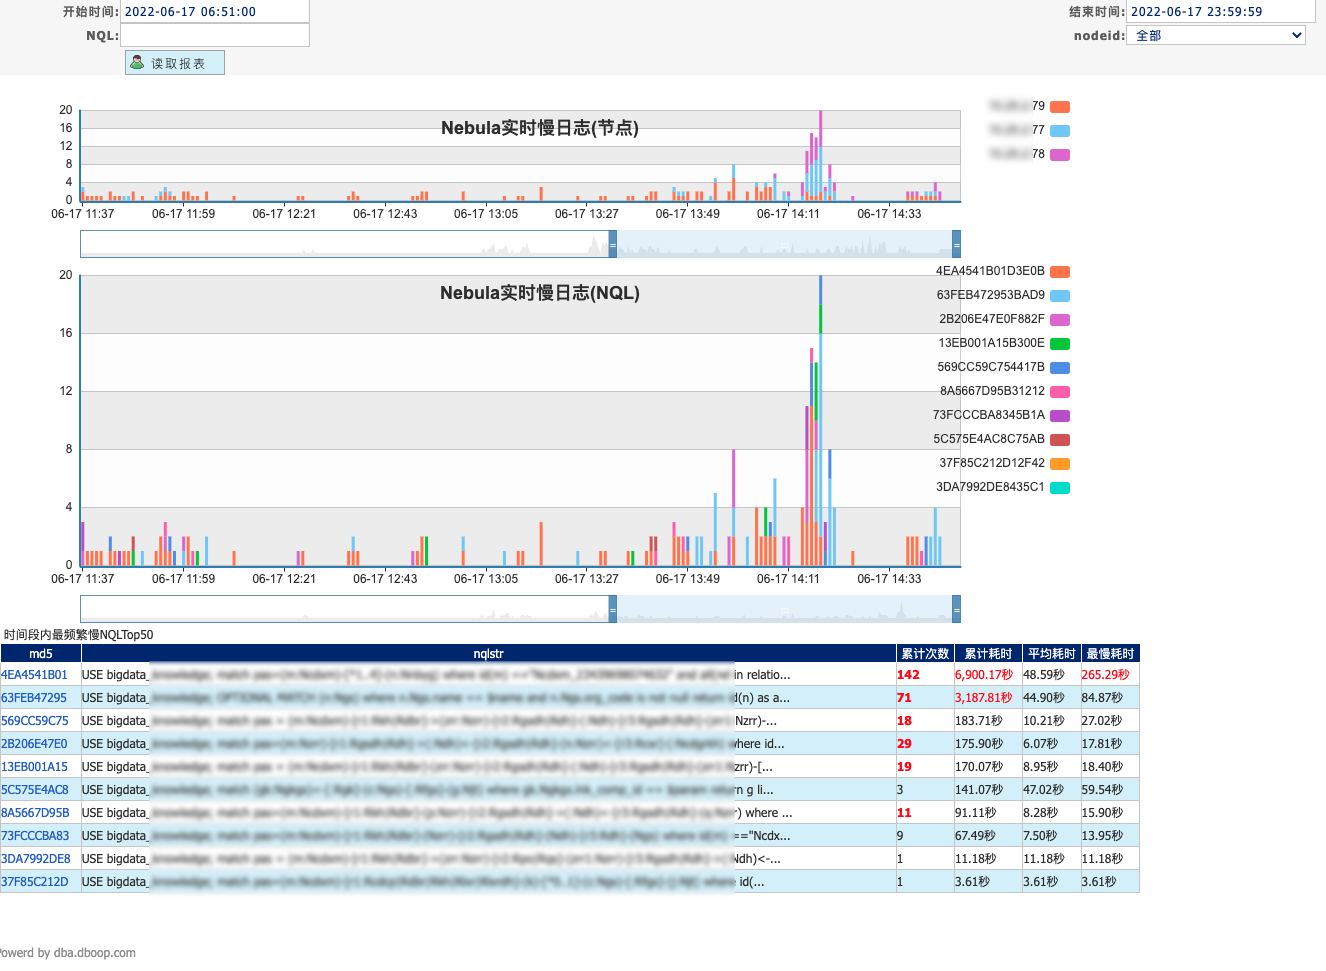 开始时间: 2022-06-17 06:51:00 结束时间: 2022-06-17 23:59:59
NQL: nodeid: 全部
读取报表
Nebula实时慢日志(节点)
20
16
12
8
4
0
06-17 11:37 06-17 11:59 06-17 12:21 06-17 12:43 06-17 13:05 06-17 13:27 06-17 13:49 06-17 14:11 06-17 14:33
79
77
78
Nebula实时慢日志(NQL)
20
16
12
8
4
0
06-17 11:37 06-17 11:59 06-17 12:21 06-17 12:43 06-17 13:05 06-17 13:27 06-17 13:49 06-17 14:11 06-17 14:33
4EA4541B01D3E0B
63FEB472953BAD9
2B206E47E0F882F
13EB001A15B300E
569CC59C754417B
8A5667D95B31212
73FCCCBA8345B1A
5C575E4AC8C75AB
37F85C212D12F42
3DA7992DE8435C1
时间段内最频繁慢NQLTop50
md5 nqlstr 累计次数 累计耗时 平均耗时 最慢耗时
4EA4541B01 USE bigdata_ in relatio... 142 6,900.17秒 48.59秒 265.29秒
63FEB47295 USE bigdata_ d(n) as a... 71 3,187.81秒 44.90秒 84.87秒
569CC59C75 USE bigdata_ Nzrr)-... 18 183.71秒 10.21秒 27.02秒
2B206E47E0 USE bigdata_ where id... 29 175.90秒 6.07秒 17.81秒
13EB001A15 USE bigdata_ zrr)-[... 19 170.07秒 8.95秒 18.40秒
5C575E4AC8 USE bigdata_ n g li... 3 141.07秒 47.02秒 59.54秒
8A5667D95B USE bigdata_ r) where ... 11 91.11秒 8.28秒 15.90秒
73FCCCBA83 USE bigdata_ =="Ncdx... 9 67.49秒 7.50秒 13.95秒
3DA7992DE8 USE bigdata_ Ndh)<-... 1 11.18秒 11.18秒 11.18秒
37F85C212D USE bigdata_ id(... 1 3.61秒 3.61秒 3.61秒
Powerd by dba.dboop.com